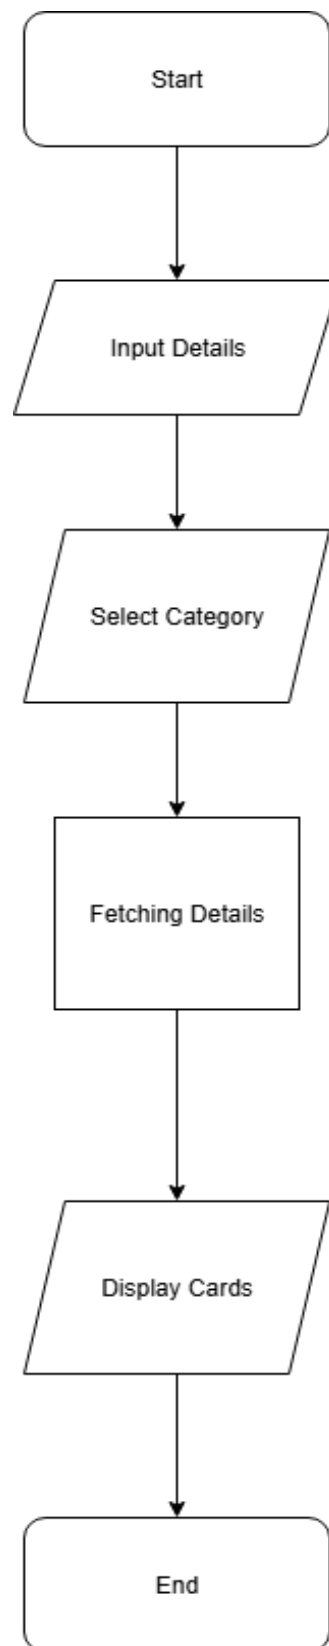 Start
Input Details
Select Category
Fetching Details
Display Cards
End